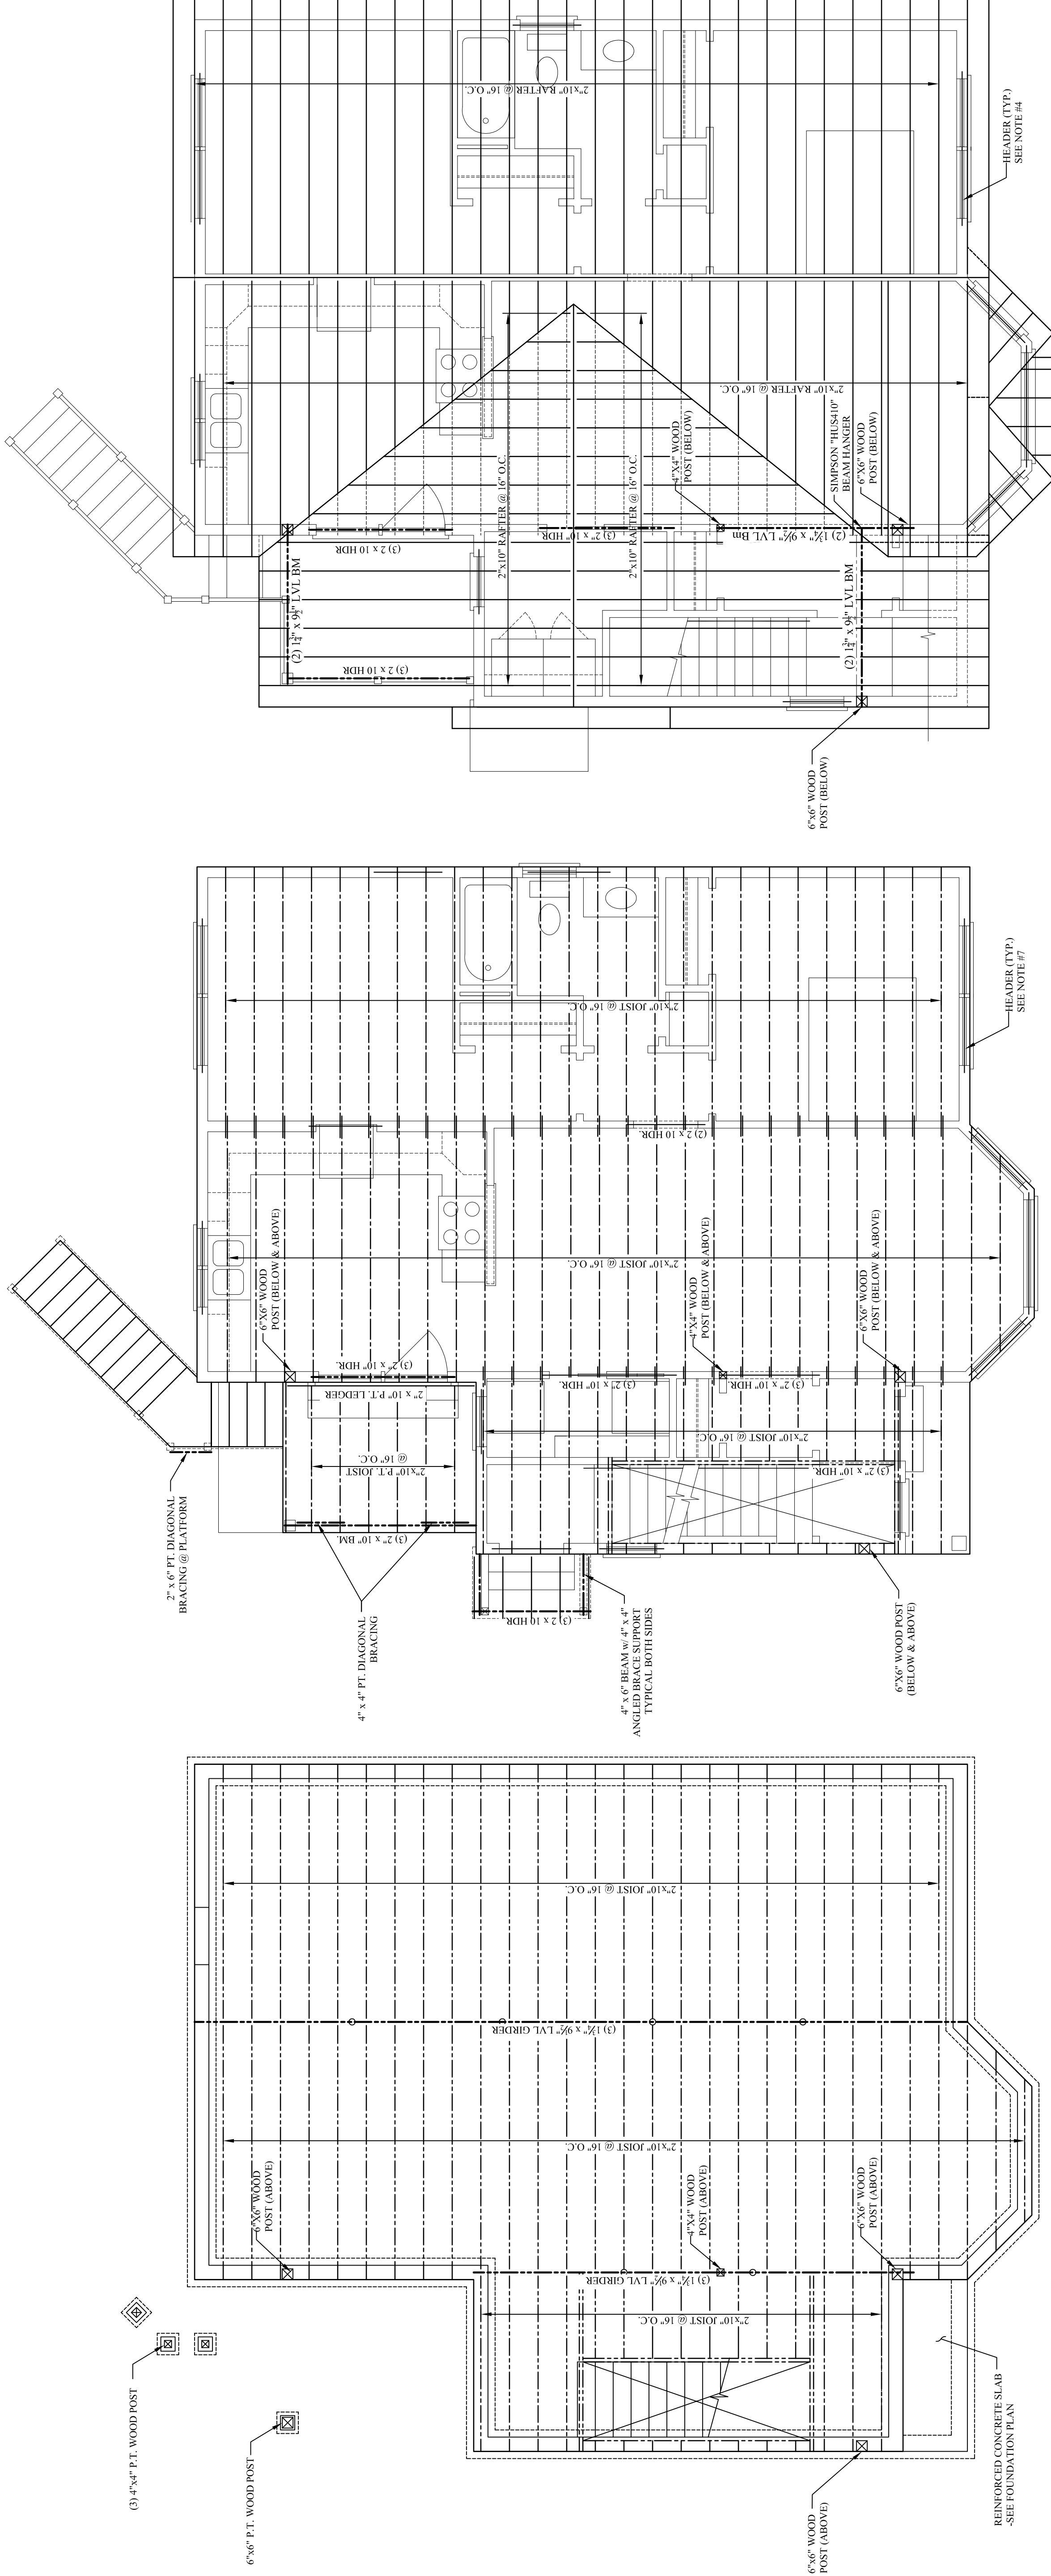 2"x10" RAFTER @ 16" O.C.
HEADER (TYP.)
SEE NOTE #4
2"x10" RAFTER @ 16" O.C.
4"X4" WOOD
POST (BELOW)
SIMPSON "HUS410"
BEAM HANGER
6"X6" WOOD
POST (BELOW)
2"x10" RAFTER @ 16" O.C.
2"x10" RAFTER @ 16" O.C.
(3) 2 x 10 HDR
(3) 2" x 10" HDR.
(2) 1¾" x 9½" LVL Bm
(2) 1¾" x 9½" LVL BM
(2) 1¾" x 9½" LVL BM
(3) 2 x 10 HDR
6"x6" WOOD
POST (BELOW)
2"x10" JOIST @ 16" O.C.
HEADER (TYP.)
SEE NOTE #7
(2) 2 x 10 HDR.
2"x10" JOIST @ 16" O.C.
6"X6" WOOD
POST (BELOW & ABOVE)
4"X4" WOOD
POST (BELOW & ABOVE)
6"X6" WOOD
POST (BELOW & ABOVE)
(3) 2" x 10" HDR.
2" x 10" P.T. LEDGER
(3) 2" x 10" HDR.
(3) 2" x 10" HDR
2"x10" JOIST @ 16" O.C.
2"x10" P.T. JOIST
@ 16" O.C.
(3) 2" x 10" HDR
(3) 2" x 10" BM.
2" x 6" PT. DIAGONAL
BRACING @ PLATFORM
4" x 4" PT. DIAGONAL
BRACING
(3) 2 x 10 HDR
4" x 6" BEAM w/ 4" x 4"
ANGLED BRACE SUPPORT
TYPICAL BOTH SIDES
6"X6" WOOD POST
(BELOW & ABOVE)
2"x10" JOIST @ 16" O.C.
(3) 1¾" x 9½" LVL GIRDER
2"x10" JOIST @ 16" O.C.
6"X6" WOOD
POST (ABOVE)
4"X4" WOOD
POST (ABOVE)
6"X6" WOOD
POST (ABOVE)
(3) 1¾" x 9½" LVL GIRDER
2"x10" JOIST @ 16" O.C.
(3) 4"x4" P.T. WOOD POST
6"x6" P.T. WOOD POST
6"x6" WOOD
POST (ABOVE)
REINFORCED CONCRETE SLAB
-SEE FOUNDATION PLAN